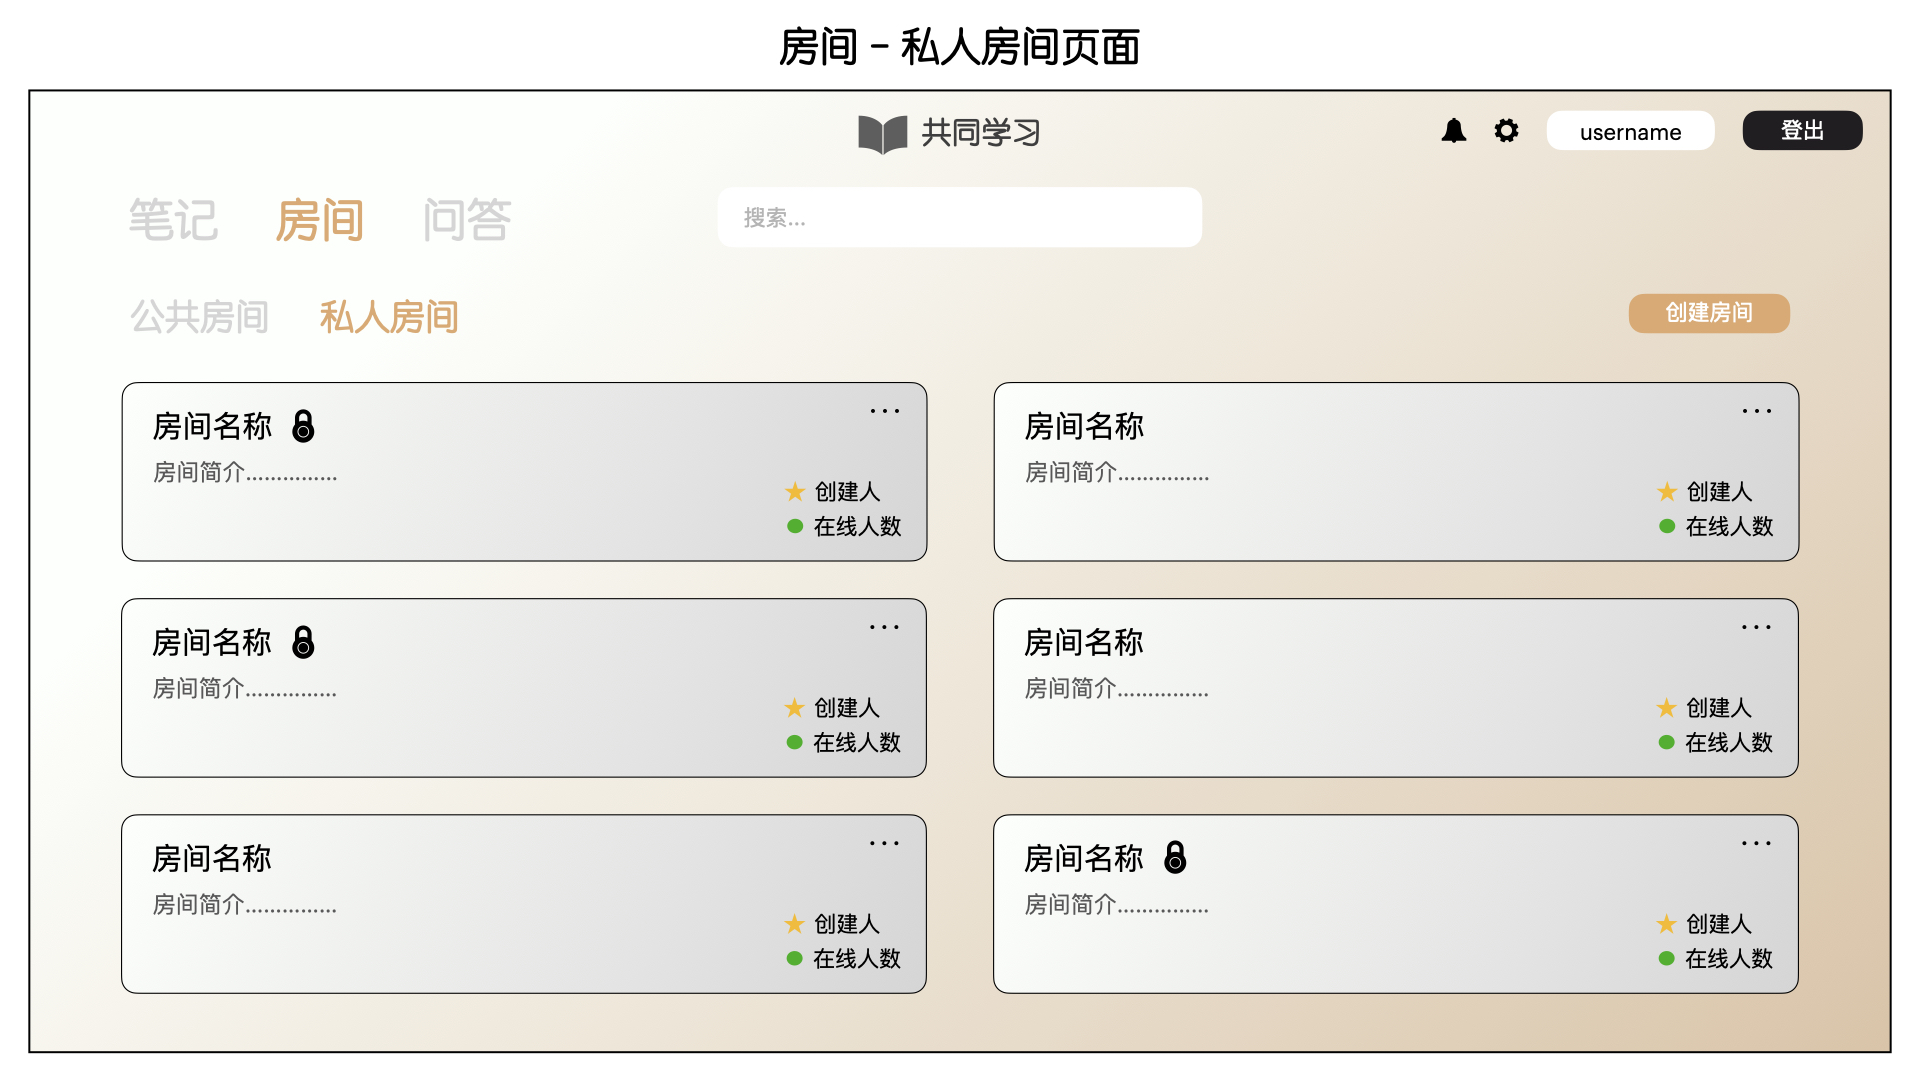 房间 - 私人房间页面
共同学习
username
登出
笔记 房间 问答
搜索...
公共房间 私人房间
创建房间
房间名称
房间简介...............
创建人
在线人数
房间名称
房间简介...............
创建人
在线人数
房间名称
房间简介...............
创建人
在线人数
房间名称
房间简介...............
创建人
在线人数
房间名称
房间简介...............
创建人
在线人数
房间名称
房间简介...............
创建人
在线人数